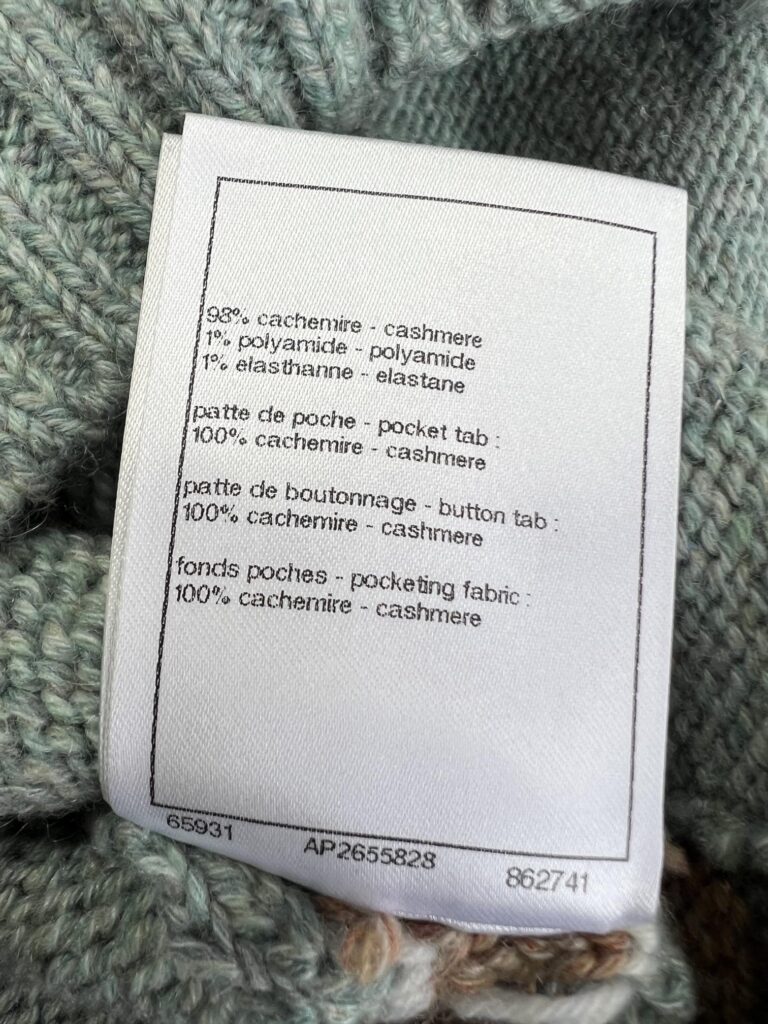 98% cachemire - cashmere
1% polyamide - polyamide
1% elasthanne - elastane
patte de poche - pocket tab :
100% cachemire - cashmere
patte de boutonnage - button tab :
100% cachemire - cashmere
fonds poches - pocketing fabric :
100% cachemire - cashmere
65931 AP2655828 862741